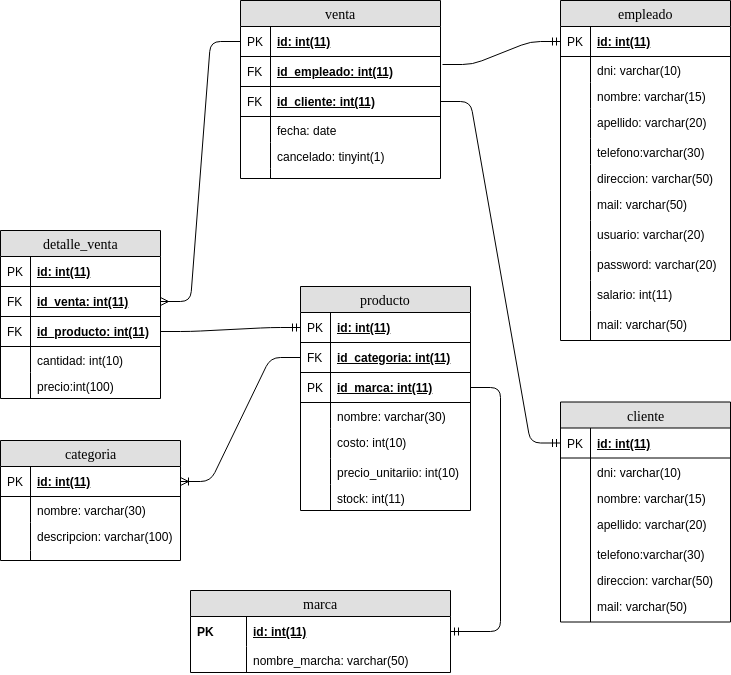 venta
PK id: int(11)
FK id_empleado: int(11)
FK id_cliente: int(11)
fecha: date
cancelado: tinyint(1)
empleado
PK id: int(11)
dni: varchar(10)
nombre: varchar(15)
apellido: varchar(20)
telefono:varchar(30)
direccion: varchar(50)
mail: varchar(50)
usuario: varchar(20)
password: varchar(20)
salario: int(11)
mail: varchar(50)
detalle_venta
PK id: int(11)
FK id_venta: int(11)
FK id_producto: int(11)
cantidad: int(10)
precio:int(100)
producto
PK id: int(11)
FK id_categoria: int(11)
PK id_marca: int(11)
nombre: varchar(30)
costo: int(10)
precio_unitariio: int(10)
stock: int(11)
categoria
PK id: int(11)
nombre: varchar(30)
descripcion: varchar(100)
cliente
PK id: int(11)
dni: varchar(10)
nombre: varchar(15)
apellido: varchar(20)
telefono:varchar(30)
direccion: varchar(50)
mail: varchar(50)
marca
PK id: int(11)
nombre_marcha: varchar(50)